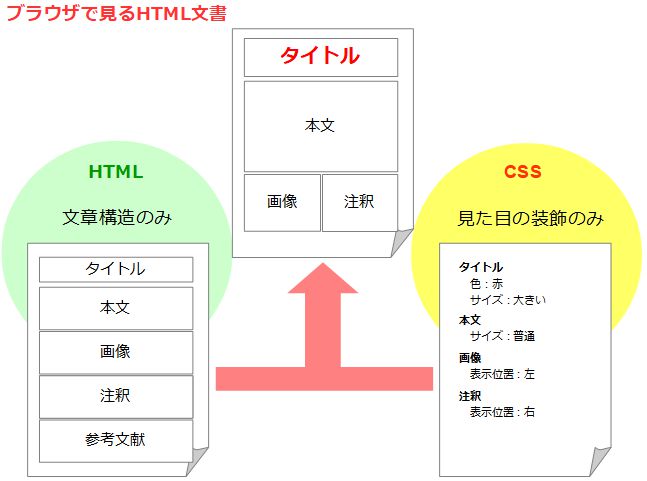 ブラウザで見るHTML文書
タイトル
本文
画像
注釈
HTML
文章構造のみ
タイトル
本文
画像
注釈
参考文献
CSS
見た目の装飾のみ
タイトル
色：赤
サイズ：大きい
本文
サイズ：普通
画像
表示位置：左
注釈
表示位置：右